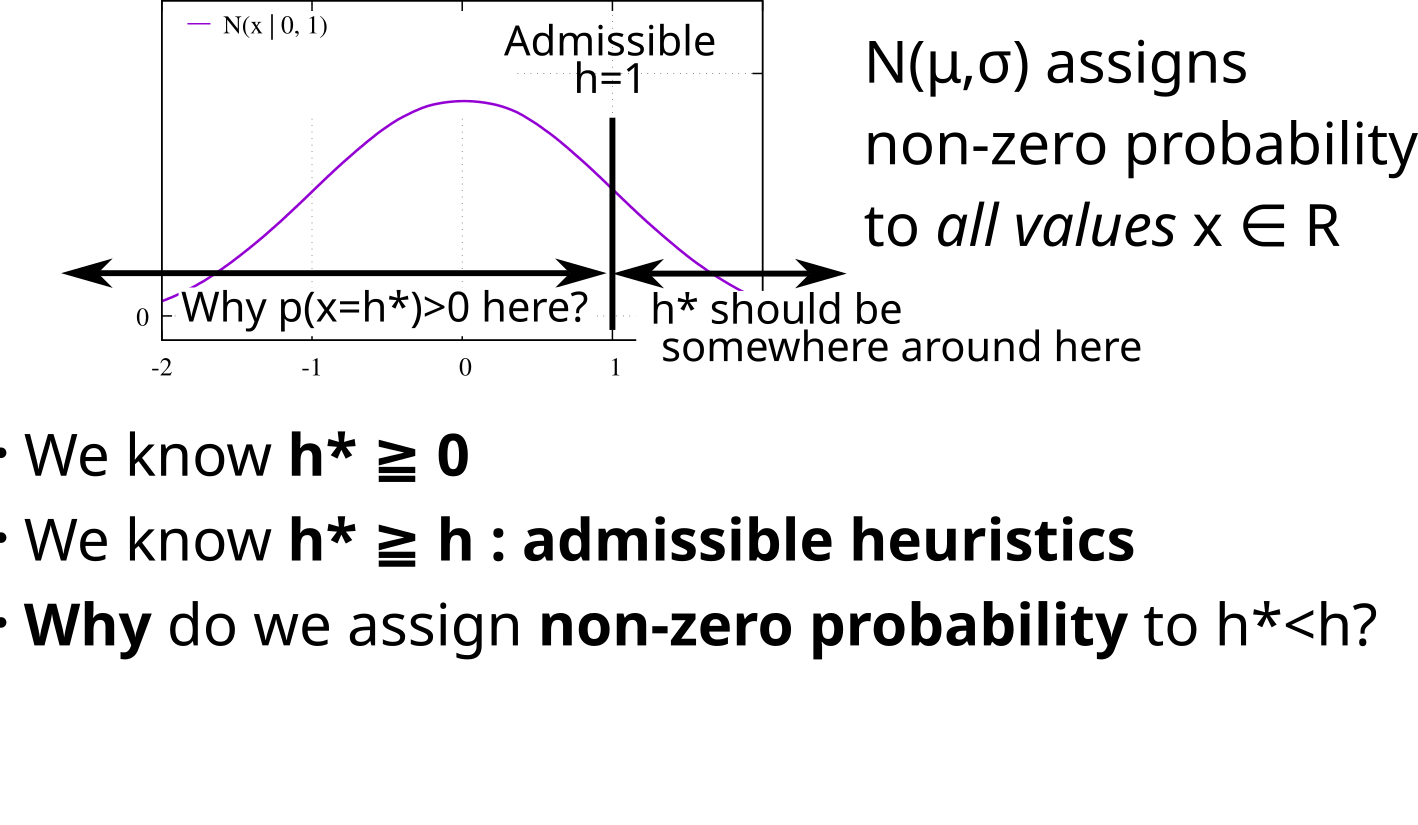 N(x | 0, 1)
Admissible
h=1
N(μ,σ) assigns
non-zero probability
to all values x ∈ R
Why p(x=h*)>0 here?
h* should be
somewhere around here
0
-2 -1 0 1
• We know h* ≧ 0
• We know h* ≧ h : admissible heuristics
• Why do we assign non-zero probability to h*<h?